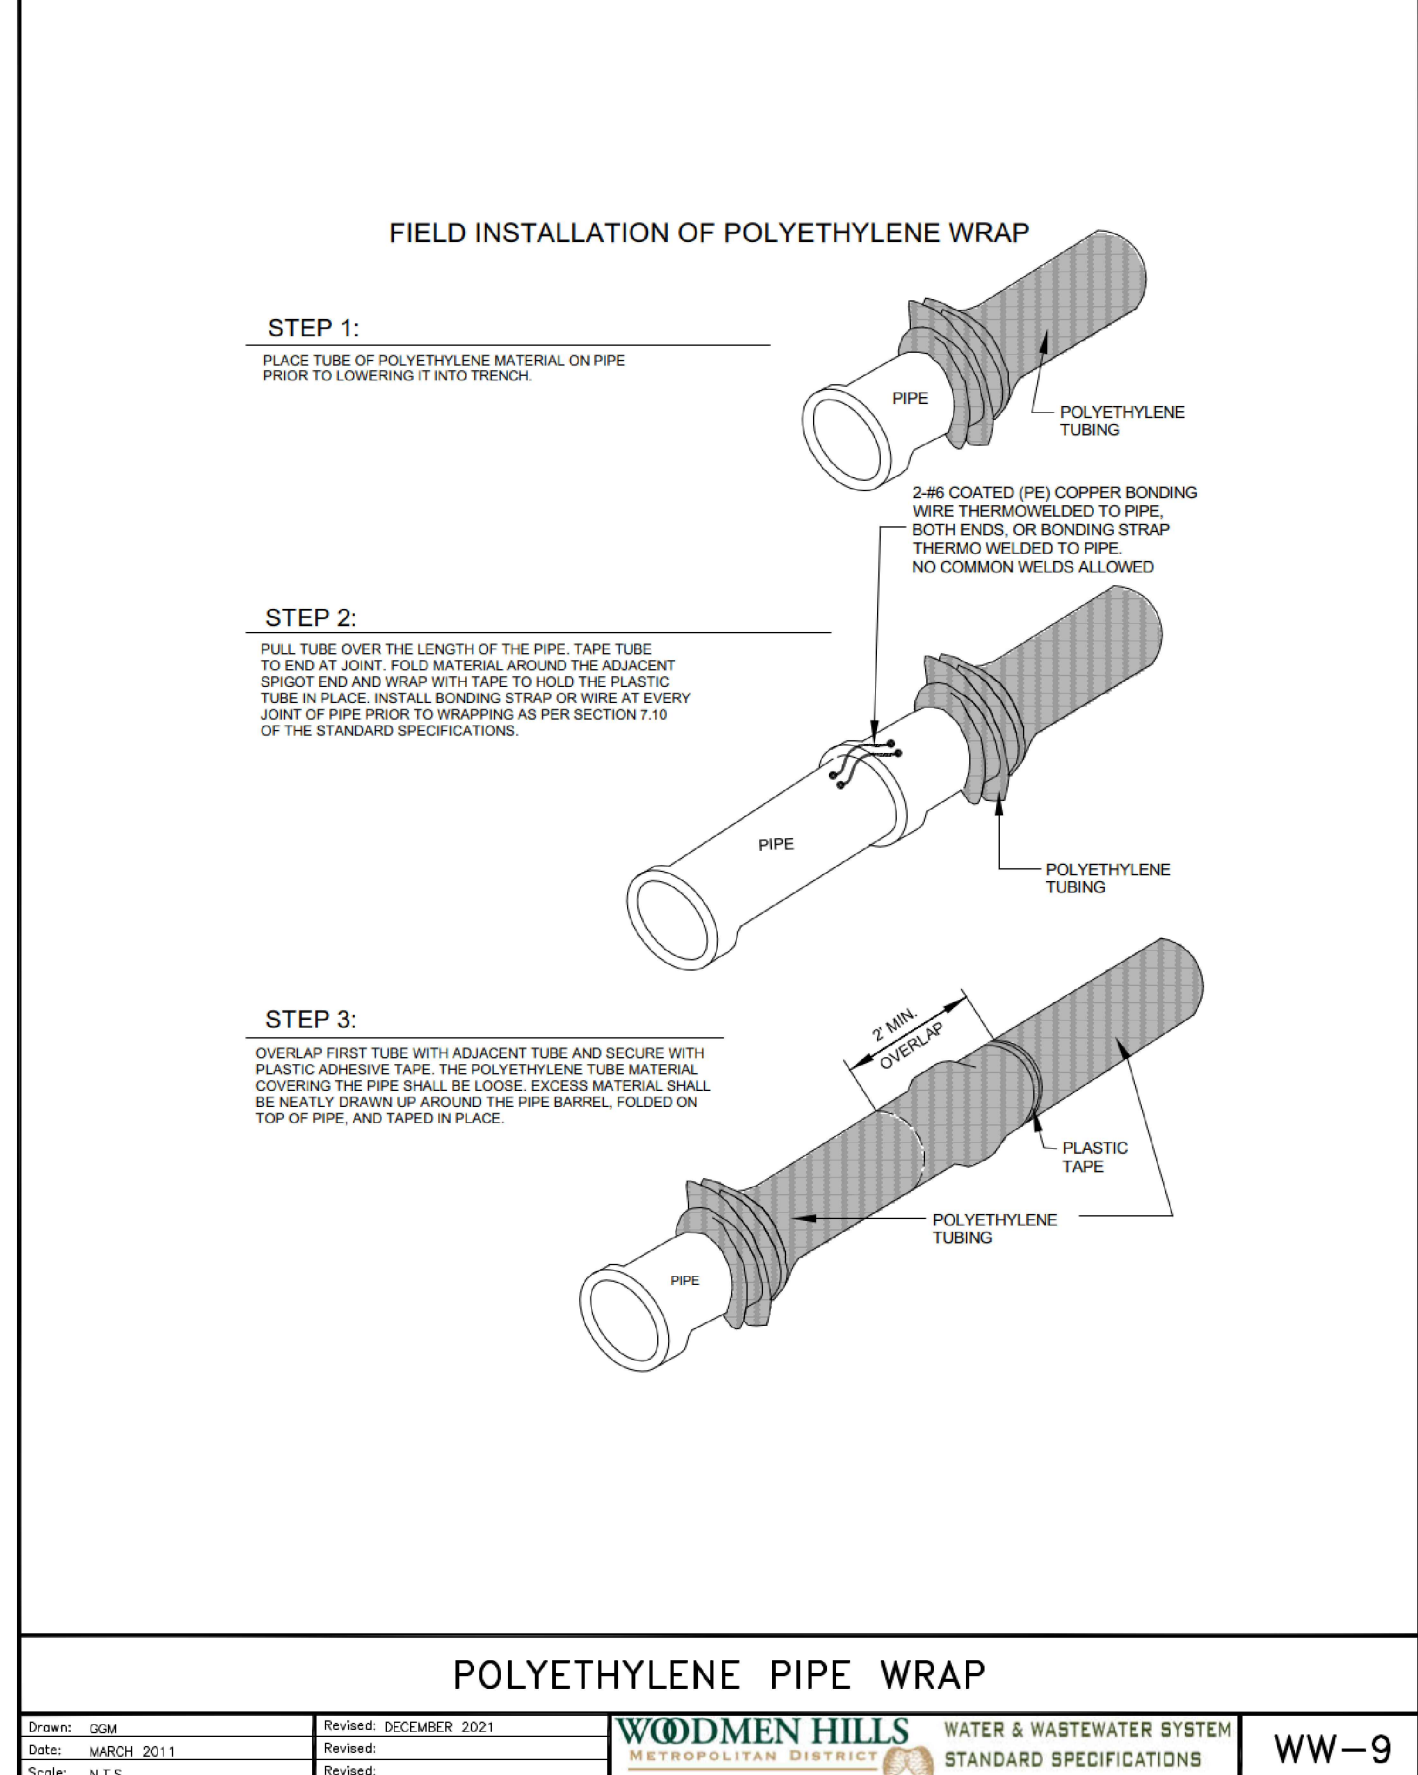 FIELD INSTALLATION OF POLYETHYLENE WRAP
STEP 1:
PLACE TUBE OF POLYETHYLENE MATERIAL ON PIPE
PRIOR TO LOWERING IT INTO TRENCH.
PIPE
POLYETHYLENE
TUBING
2-#6 COATED (PE) COPPER BONDING
WIRE THERMOWELDED TO PIPE,
BOTH ENDS, OR BONDING STRAP
THERMO WELDED TO PIPE.
NO COMMON WELDS ALLOWED
STEP 2:
PULL TUBE OVER THE LENGTH OF THE PIPE. TAPE TUBE
TO END AT JOINT. FOLD MATERIAL AROUND THE ADJACENT
SPIGOT END AND WRAP WITH TAPE TO HOLD THE PLASTIC
TUBE IN PLACE. INSTALL BONDING STRAP OR WIRE AT EVERY
JOINT OF PIPE PRIOR TO WRAPPING AS PER SECTION 7.10
OF THE STANDARD SPECIFICATIONS.
PIPE
POLYETHYLENE
TUBING
STEP 3:
OVERLAP FIRST TUBE WITH ADJACENT TUBE AND SECURE WITH
PLASTIC ADHESIVE TAPE. THE POLYETHYLENE TUBE MATERIAL
COVERING THE PIPE SHALL BE LOOSE. EXCESS MATERIAL SHALL
BE NEATLY DRAWN UP AROUND THE PIPE BARREL, FOLDED ON
TOP OF PIPE, AND TAPED IN PLACE.
2' MIN.
OVERLAP
PLASTIC
TAPE
POLYETHYLENE
TUBING
PIPE
POLYETHYLENE PIPE WRAP
Drawn: GGM
Date: MARCH 2011
Scale: N.T.S.
Revised: DECEMBER 2021
Revised:
Revised:
WOODMEN HILLS
METROPOLITAN DISTRICT
WATER & WASTEWATER SYSTEM
STANDARD SPECIFICATIONS
WW-9